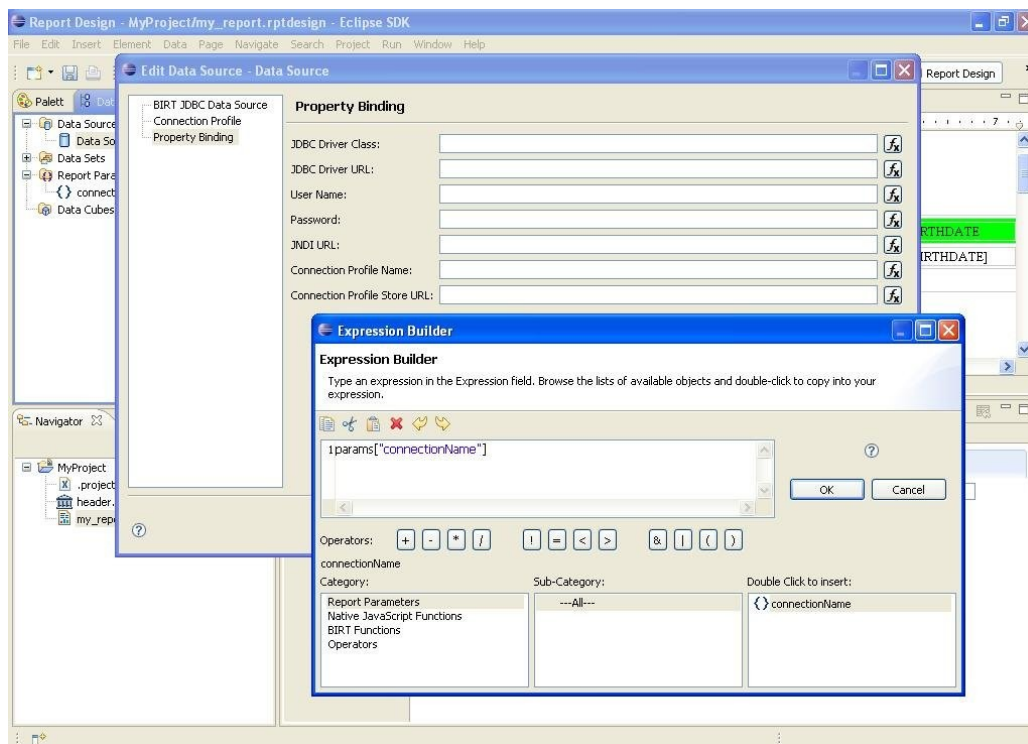 Report Design - MyProject/my_report.rptdesign - Eclipse SDK
File Edit Insert Element Data Page Navigate Search Project Run Window Help
Edit Data Source - Data Source
Report Design
Palett
Dat
Data Source
Data So
Data Sets
Report Para
connect
Data Cubes
BIRT JDBC Data Source
Connection Profile
Property Binding
Property Binding
JDBC Driver Class:
JDBC Driver URL:
User Name:
Password:
JNDI URL:
Connection Profile Name:
Connection Profile Store URL:
7
RTHDATE
IRTHDATE]
Expression Builder
Expression Builder
Type an expression in the Expression field. Browse the lists of available objects and double-click to copy into your
expression.
1params["connectionName"]
OK Cancel
Operators: + - * / ! = < > & | ( )
connectionName
Category: Sub-Category: Double Click to insert:
Report Parameters
Native JavaScript Functions
BIRT Functions
Operators
---All---
{} connectionName
Navigator
MyProject
.project
header.
my_repo